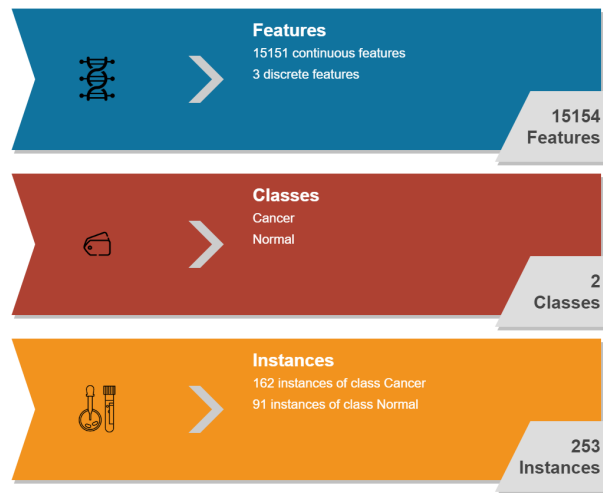 Features
15151 continuous features
3 discrete features
15154
Features
Classes
Cancer
Normal
2
Classes
Instances
162 instances of class Cancer
91 instances of class Normal
253
Instances